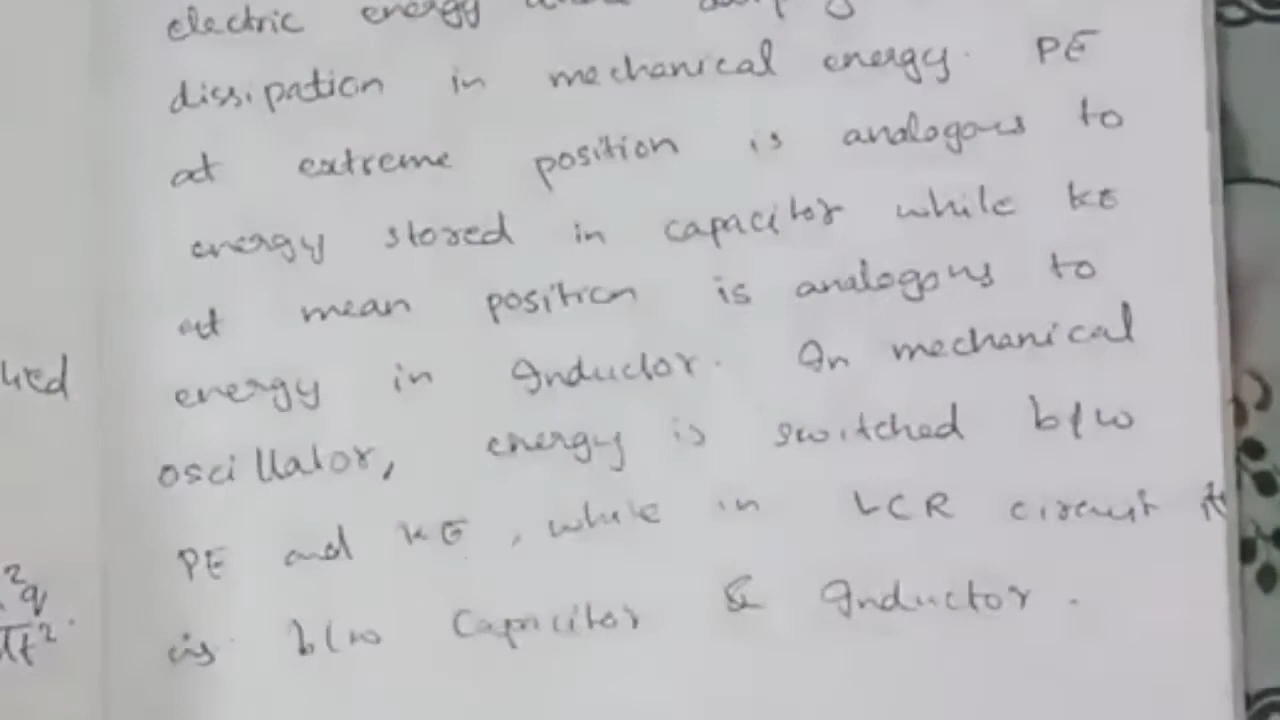 electric energy
dissipation in mechanical energy. PE
at extreme position is analogous to
energy stored in capacitor while KE
at mean position is analogous to
energy in Inductor. In mechanical
oscillator, energy is switched b/w
PE and KE, while in LCR circuit it
is b/w Capacitor & Inductor.